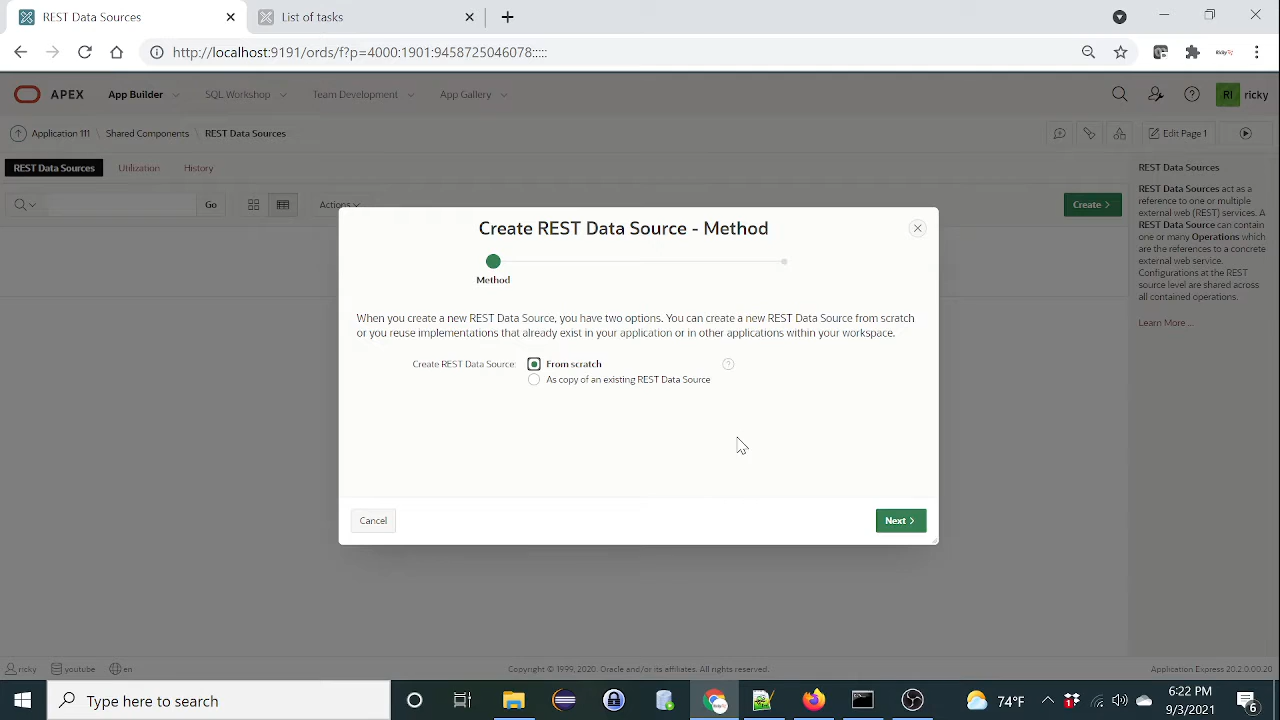 REST Data Sources
List of tasks
http://localhost:9191/ords/f?p=4000:1901:9458725046078:::::
APEX
App Builder
SQL Workshop
Team Development
App Gallery
RI
ricky
Application 111
Shared Components
REST Data Sources
Edit Page 1
REST Data Sources
Utilization
History
Go
Actions
Create
REST Data Sources
REST Data Sources act as a
reference to one or multiple
external web (REST) services. A
REST Data Source can contain
one or many Operations which
are the references to a concrete
external web service.
Configurations at the REST
source level are shared across
all contained operations.
Learn More...
Create REST Data Source - Method
Method
When you create a new REST Data Source, you have two options. You can create a new REST Data Source from scratch
or you reuse implementations that already exist in your application or in other applications within your workspace.
Create REST Data Source:
From scratch
As copy of an existing REST Data Source
Cancel
Next
ricky
youtube
en
Copyright © 1999, 2020. Oracle and/or its affiliates. All rights reserved.
Application Express 20.2.0.00.20
Type here to search
74°F
6:22 PM
9/3/2021
6